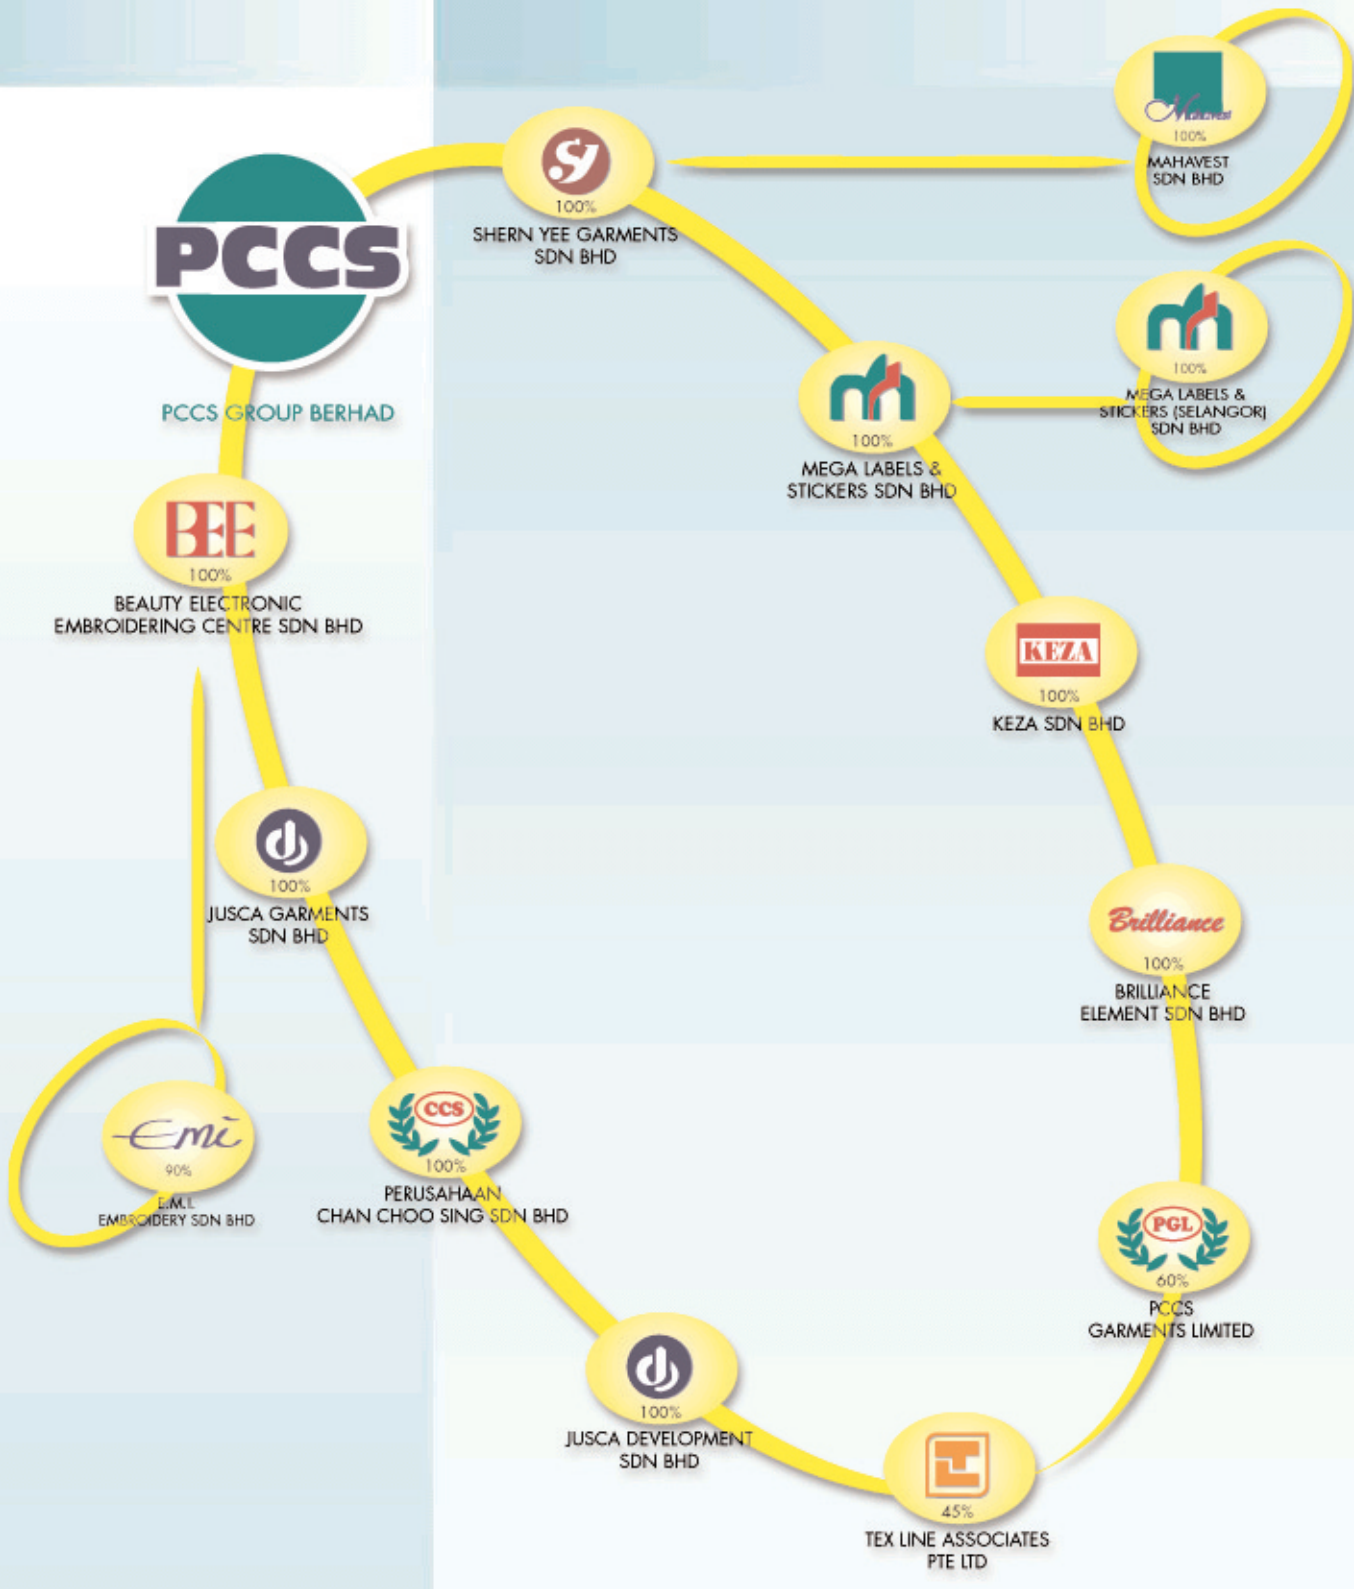 PCCS
PCCS GROUP BERHAD
Sy
100%
SHERN YEE GARMENTS
SDN BHD
Mahavest
100%
MAHAVEST
SDN BHD
100%
MEGA LABELS &
STICKERS SDN BHD
100%
MEGA LABELS &
STICKERS (SELANGOR)
SDN BHD
KEZA
100%
KEZA SDN BHD
Brilliance
100%
BRILLIANCE
ELEMENT SDN BHD
PGL
60%
PCCS
GARMENTS LIMITED
45%
TEX LINE ASSOCIATES
PTE LTD
BEE
100%
BEAUTY ELECTRONIC
EMBROIDERING CENTRE SDN BHD
Emi
90%
E.M.I.
EMBROIDERY SDN BHD
100%
JUSCA GARMENTS
SDN BHD
CCS
100%
PERUSAHAAN
CHAN CHOO SING SDN BHD
100%
JUSCA DEVELOPMENT
SDN BHD